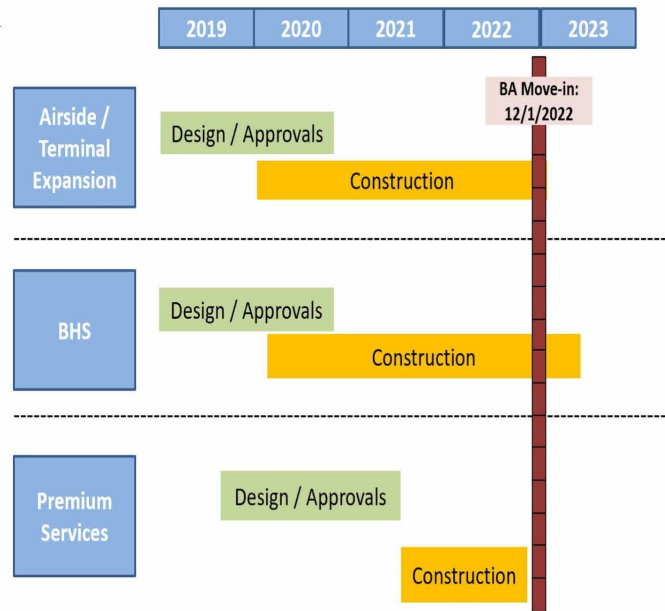 2019 2020 2021 2022 2023
BA Move-in:
12/1/2022
Airside /
Terminal
Expansion
Design / Approvals
Construction
BHS
Design / Approvals
Construction
Premium
Services
Design / Approvals
Construction